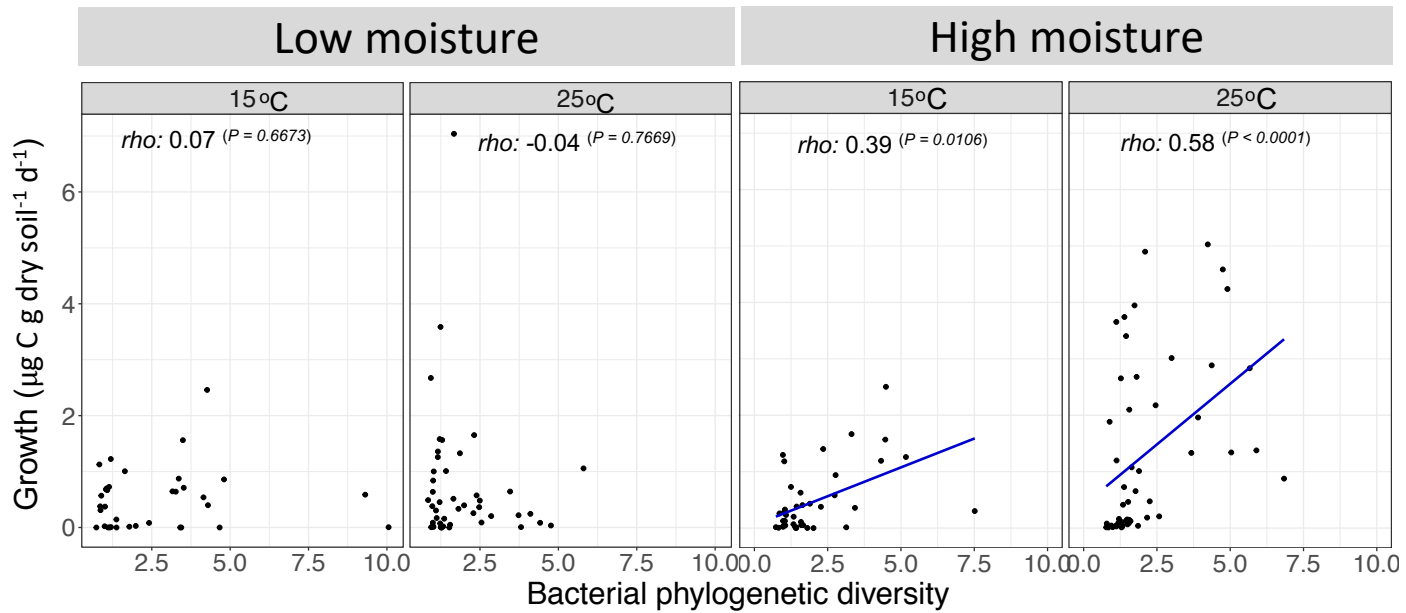 Low moisture
High moisture
15ºC
25ºC
15ºC
25ºC
rho: 0.07 (P = 0.6673)
rho: -0.04 (P = 0.7669)
rho: 0.39 (P = 0.0106)
rho: 0.58 (P < 0.0001)
Growth (µg C g dry soil⁻¹ d⁻¹)
6
4
2
0
2.5 5.0 7.5 10.0
2.5 5.0 7.5 10.0
0.0 2.5 5.0 7.5 10.0
0.0 2.5 5.0 7.5 10.0
Bacterial phylogenetic diversity